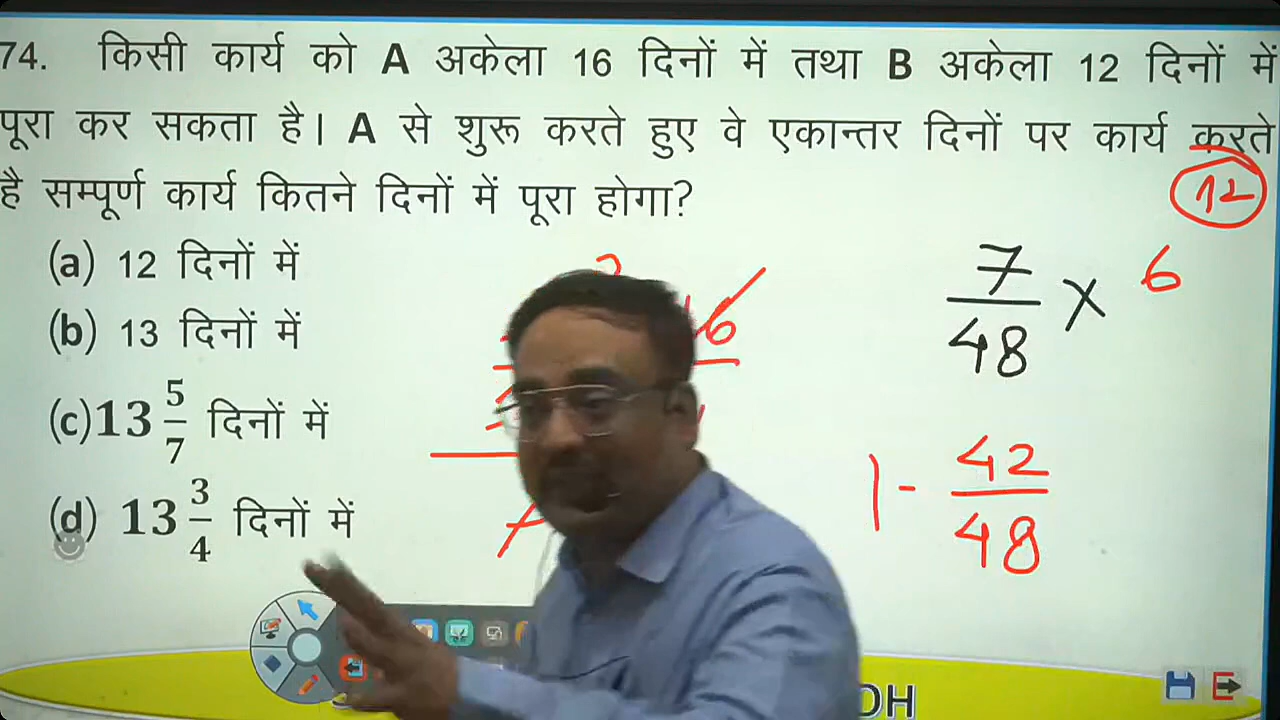 74. किसी कार्य को A अकेला 16 दिनों में तथा B अकेला 12 दिनों में
पूरा कर सकता है। A से शुरू करते हुए वे एकान्तर दिनों पर कार्य करते
है सम्पूर्ण कार्य कितने दिनों में पूरा होगा?
12
(a) 12 दिनों में
(b) 13 दिनों में
(c) 13 5/7 दिनों में
(d) 13 3/4 दिनों में
7/48 × 6
1 - 42/48